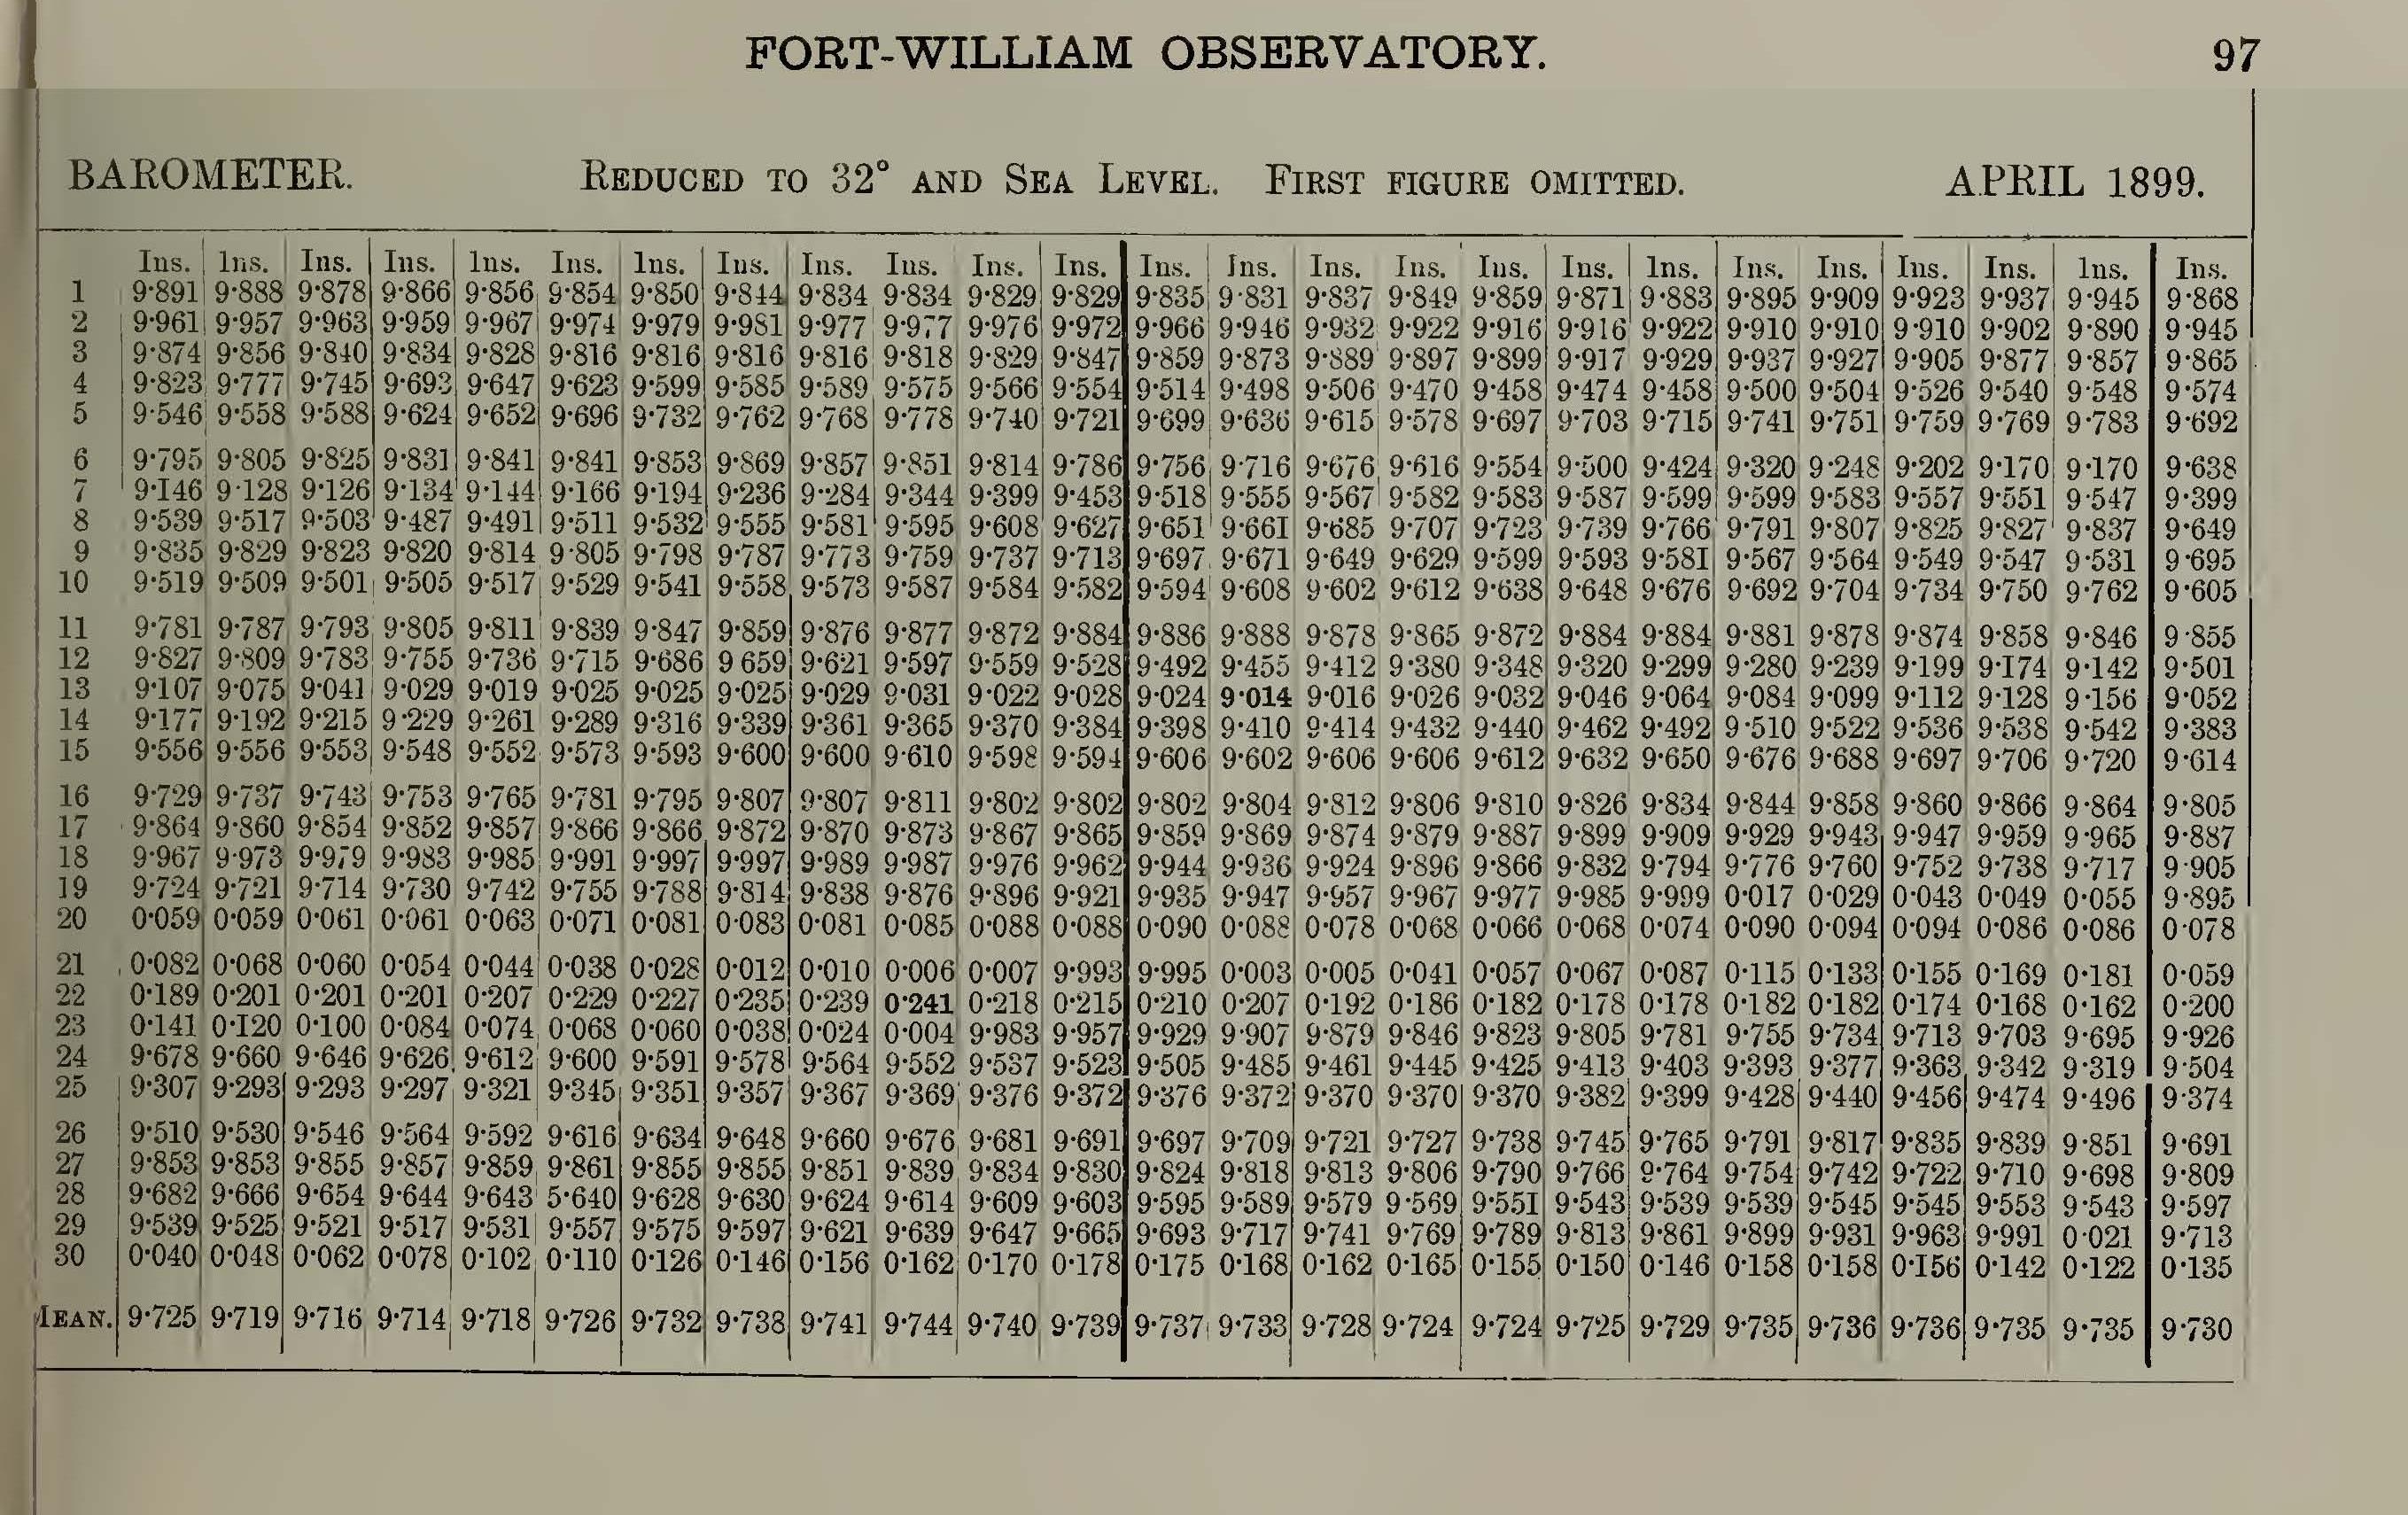 FORT-WILLIAM OBSERVATORY. 97
BAROMETER. REDUCED TO 32° AND SEA LEVEL. FIRST FIGURE OMITTED. APRIL 1899.
Ins. Ins. Ins. Ins. Ins. Ins. Ins. Ins. Ins. Ins. Ins. Ins. Ins. Ins. Ins. Ins. Ins. Ins. Ins. Ins. Ins. Ins. Ins. Ins. Ins.
1 9·891 9·888 9·878 9·866 9·856 9·854 9·850 9·844 9·834 9·834 9·829 9·829 9·835 9·831 9·837 9·849 9·859 9·871 9·883 9·895 9·909 9·923 9·937 9·945 9·868
2 9·961 9·957 9·963 9·959 9·967 9·974 9·979 9·981 9·977 9·977 9·976 9·972 9·966 9·946 9·932 9·922 9·916 9·916 9·922 9·910 9·910 9·910 9·902 9·890 9·945
3 9·874 9·856 9·840 9·834 9·828 9·816 9·816 9·816 9·816 9·818 9·829 9·847 9·859 9·873 9·889 9·897 9·899 9·917 9·929 9·937 9·927 9·905 9·877 9·857 9·865
4 9·823 9·777 9·745 9·693 9·647 9·623 9·599 9·585 9·589 9·575 9·566 9·554 9·514 9·498 9·506 9·470 9·458 9·474 9·458 9·500 9·504 9·526 9·540 9·548 9·574
5 9·546 9·558 9·588 9·624 9·652 9·696 9·732 9·762 9·768 9·778 9·740 9·721 9·699 9·636 9·615 9·578 9·697 9·703 9·715 9·741 9·751 9·759 9·769 9·783 9·692
6 9·795 9·805 9·825 9·831 9·841 9·841 9·853 9·869 9·857 9·851 9·814 9·786 9·756 9·716 9·676 9·616 9·554 9·500 9·424 9·320 9·248 9·202 9·170 9·170 9·638
7 9·146 9·128 9·126 9·134 9·144 9·166 9·194 9·236 9·284 9·344 9·399 9·453 9·518 9·555 9·567 9·582 9·583 9·587 9·599 9·599 9·583 9·557 9·551 9·547 9·399
8 9·539 9·517 9·503 9·487 9·491 9·511 9·532 9·555 9·581 9·595 9·608 9·627 9·651 9·661 9·685 9·707 9·723 9·739 9·766 9·791 9·807 9·825 9·827 9·837 9·649
9 9·835 9·829 9·823 9·820 9·814 9·805 9·798 9·787 9·773 9·759 9·737 9·713 9·697 9·671 9·649 9·629 9·599 9·593 9·581 9·567 9·564 9·549 9·547 9·531 9·695
10 9·519 9·509 9·501 9·505 9·517 9·529 9·541 9·558 9·573 9·587 9·584 9·582 9·594 9·608 9·602 9·612 9·638 9·648 9·676 9·692 9·704 9·734 9·750 9·762 9·605
11 9·781 9·787 9·793 9·805 9·811 9·839 9·847 9·859 9·876 9·877 9·872 9·884 9·886 9·888 9·878 9·865 9·872 9·884 9·884 9·881 9·878 9·874 9·858 9·846 9·855
12 9·827 9·809 9·783 9·755 9·736 9·715 9·686 9 659 9·621 9·597 9·559 9·528 9·492 9·455 9·412 9·380 9·348 9·320 9·299 9·280 9·239 9·199 9·174 9·142 9·501
13 9·107 9·075 9·041 9·029 9·019 9·025 9·025 9·025 9·029 9·031 9·022 9·028 9·024 9·014 9·016 9·026 9·032 9·046 9·064 9·084 9·099 9·112 9·128 9·156 9·052
14 9·177 9·192 9·215 9·229 9·261 9·289 9·316 9·339 9·361 9·365 9·370 9·384 9·398 9·410 9·414 9·432 9·440 9·462 9·492 9·510 9·522 9·536 9·538 9·542 9·383
15 9·556 9·556 9·553 9·548 9·552 9·573 9·593 9·600 9·600 9·610 9·598 9·594 9·606 9·602 9·606 9·606 9·612 9·632 9·650 9·676 9·688 9·697 9·706 9·720 9·614
16 9·729 9·737 9·743 9·753 9·765 9·781 9·795 9·807 9·807 9·811 9·802 9·802 9·802 9·804 9·812 9·806 9·810 9·826 9·834 9·844 9·858 9·860 9·866 9·864 9·805
17 9·864 9·860 9·854 9·852 9·857 9·866 9·866 9·872 9·870 9·873 9·867 9·865 9·859 9·869 9·874 9·879 9·887 9·899 9·909 9·929 9·943 9·947 9·959 9·965 9·887
18 9·967 9·973 9·979 9·983 9·985 9·991 9·997 9·997 9·989 9·987 9·976 9·962 9·944 9·936 9·924 9·896 9·866 9·832 9·794 9·776 9·760 9·752 9·738 9·717 9·905
19 9·724 9·721 9·714 9·730 9·742 9·755 9·788 9·814 9·838 9·876 9·896 9·921 9·935 9·947 9·957 9·967 9·977 9·985 9·999 0·017 0·029 0·043 0·049 0·055 9·895
20 0·059 0·059 0·061 0·061 0·063 0·071 0·081 0·083 0·081 0·085 0·088 0·088 0·090 0·088 0·078 0·068 0·066 0·068 0·074 0·090 0·094 0·094 0·086 0·086 0·078
21 0·082 0·068 0·060 0·054 0·044 0·038 0·028 0·012 0·010 0·006 0·007 9·993 9·995 0·003 0·005 0·041 0·057 0·067 0·087 0·115 0·133 0·155 0·169 0·181 0·059
22 0·189 0·201 0·201 0·201 0·207 0·229 0·227 0·235 0·239 0·241 0·218 0·215 0·210 0·207 0·192 0·186 0·182 0·178 0·178 0·182 0·182 0·174 0·168 0·162 0·200
23 0·141 0·120 0·100 0·084 0·074 0·068 0·060 0·038 0·024 0·004 9·983 9·957 9·929 9·907 9·879 9·846 9·823 9·805 9·781 9·755 9·734 9·713 9·703 9·695 9·926
24 9·678 9·660 9·646 9·626 9·612 9·600 9·591 9·578 9·564 9·552 9·537 9·523 9·505 9·485 9·461 9·445 9·425 9·413 9·403 9·393 9·377 9·363 9·342 9·319 9·504
25 9·307 9·293 9·293 9·297 9·321 9·345 9·351 9·357 9·367 9·369 9·376 9·372 9·376 9·372 9·370 9·370 9·370 9·382 9·399 9·428 9·440 9·456 9·474 9·496 9·374
26 9·510 9·530 9·546 9·564 9·592 9·616 9·634 9·648 9·660 9·676 9·681 9·691 9·697 9·709 9·721 9·727 9·738 9·745 9·765 9·791 9·817 9·835 9·839 9·851 9·691
27 9·853 9·853 9·855 9·857 9·859 9·861 9·855 9·855 9·851 9·839 9·834 9·830 9·824 9·818 9·813 9·806 9·790 9·766 9·764 9·754 9·742 9·722 9·710 9·698 9·809
28 9·682 9·666 9·654 9·644 9·643 5·640 9·628 9·630 9·624 9·614 9·609 9·603 9·595 9·589 9·579 9·569 9·551 9·543 9·539 9·539 9·545 9·545 9·553 9·543 9·597
29 9·539 9·525 9·521 9·517 9·531 9·557 9·575 9·597 9·621 9·639 9·647 9·665 9·693 9·717 9·741 9·769 9·789 9·813 9·861 9·899 9·931 9·963 9·991 0·021 9·713
30 0·040 0·048 0·062 0·078 0·102 0·110 0·126 0·146 0·156 0·162 0·170 0·178 0·175 0·168 0·162 0·165 0·155 0·150 0·146 0·158 0·158 0·156 0·142 0·122 0·135
MEAN. 9·725 9·719 9·716 9·714 9·718 9·726 9·732 9·738 9·741 9·744 9·740 9·739 9·737 9·733 9·728 9·724 9·724 9·725 9·729 9·735 9·736 9·736 9·735 9·735 9·730